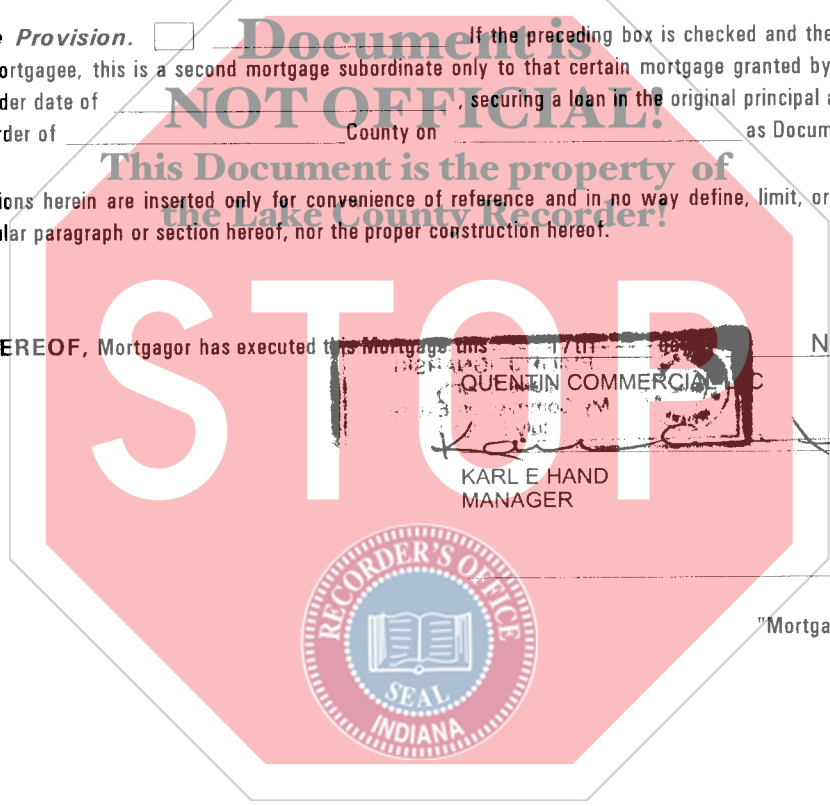 Provision.
Document is
If the preceding box is checked and the
ortgagee, this is a second mortgage subordinate only to that certain mortgage granted by
der date of
NOT OFFICIAL!
, securing a loan in the original principal
der of
County on
as Docum
This Document is the property of
ions herein are inserted only for convenience of reference and in no way define, limit, or
the Lake County Recorder!
lar paragraph or section hereof, nor the proper construction hereof.
STOP
EREOF, Mortgagor has executed this Mortgage this 17th
N
QUENTIN COMMERCIAL
KARL E HAND
MANAGER
RECORDER'S OFFICE
SEAL
INDIANA
"Mortga